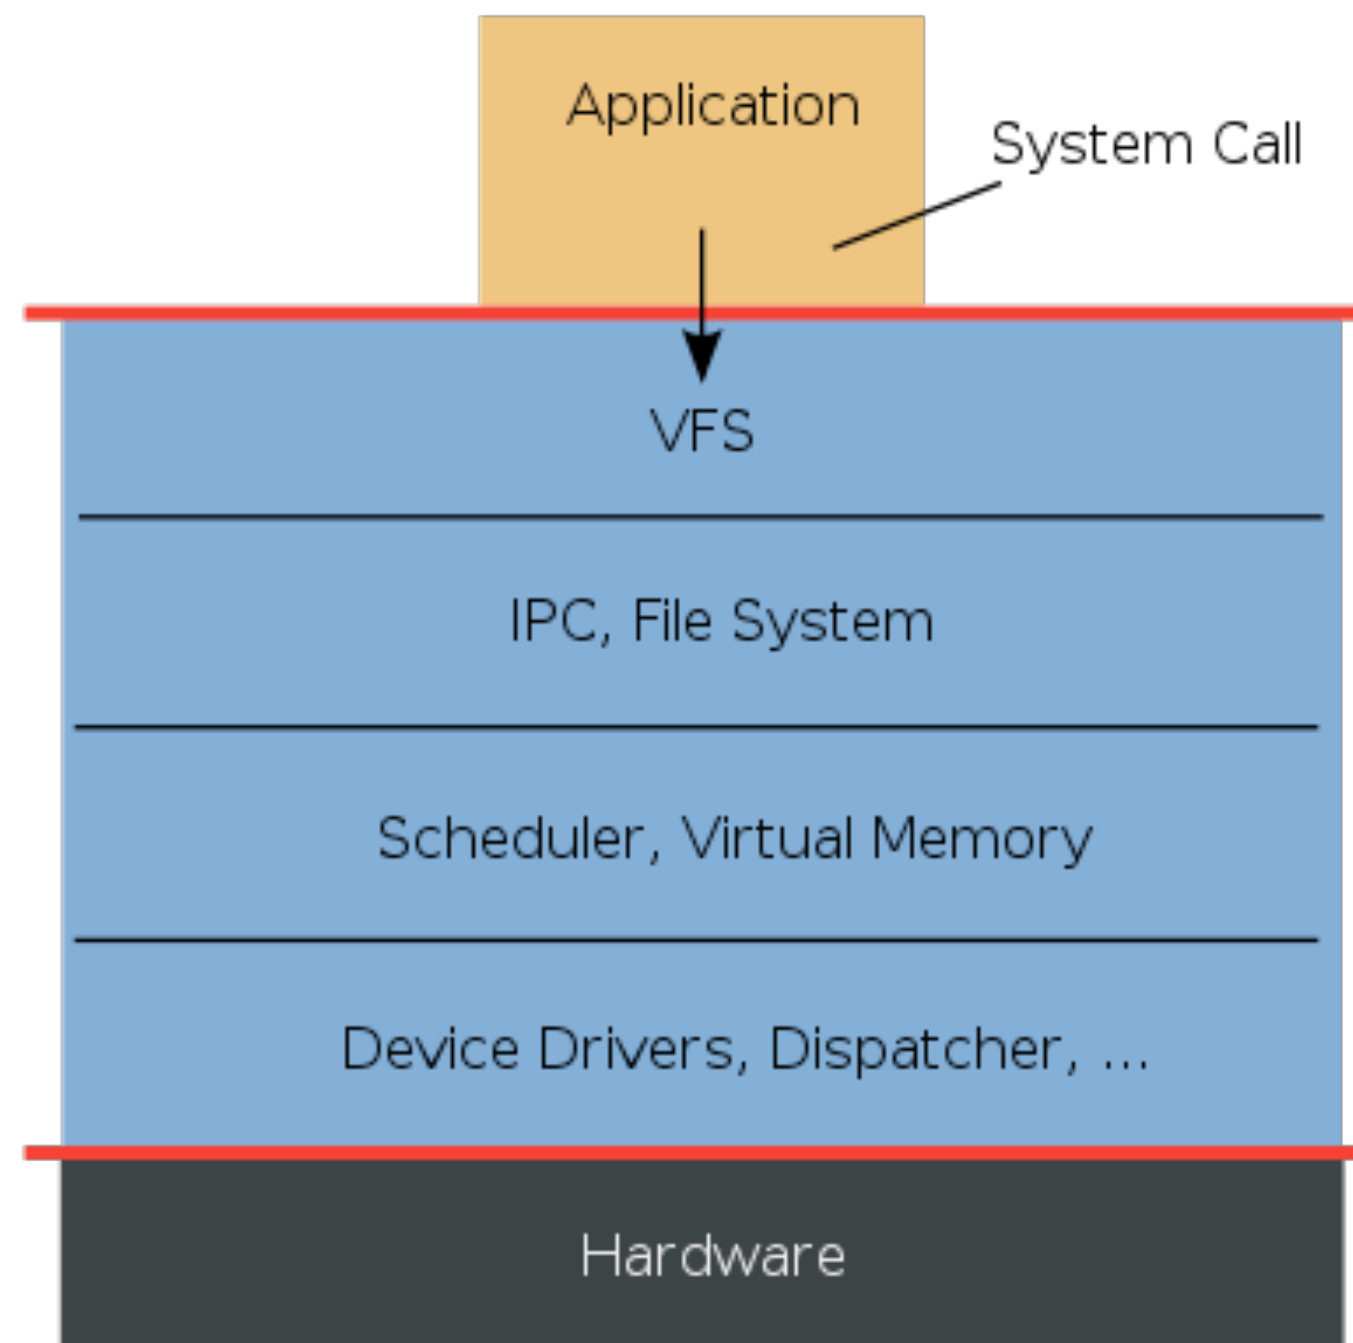 Application
System Call
VFS
IPC, File System
Scheduler, Virtual Memory
Device Drivers, Dispatcher, ...
Hardware